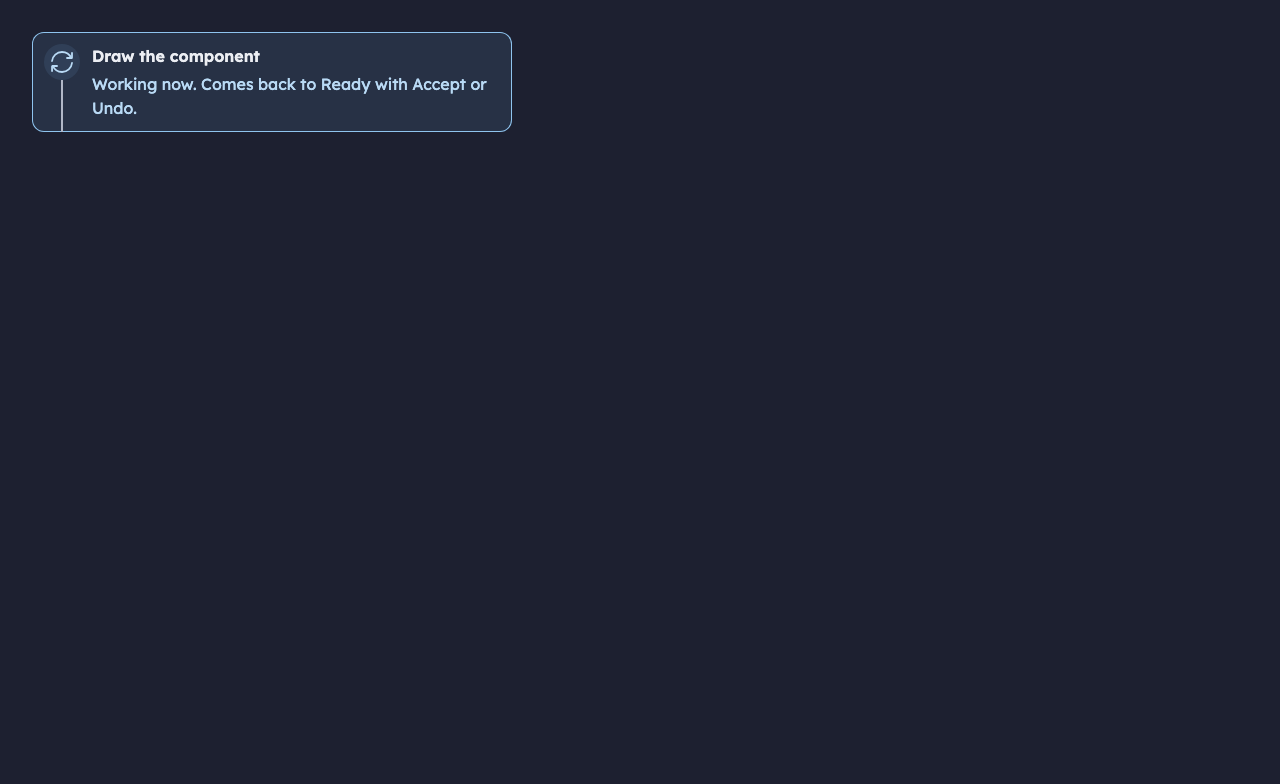 Draw the component
Working now. Comes back to Ready with Accept or
Undo.